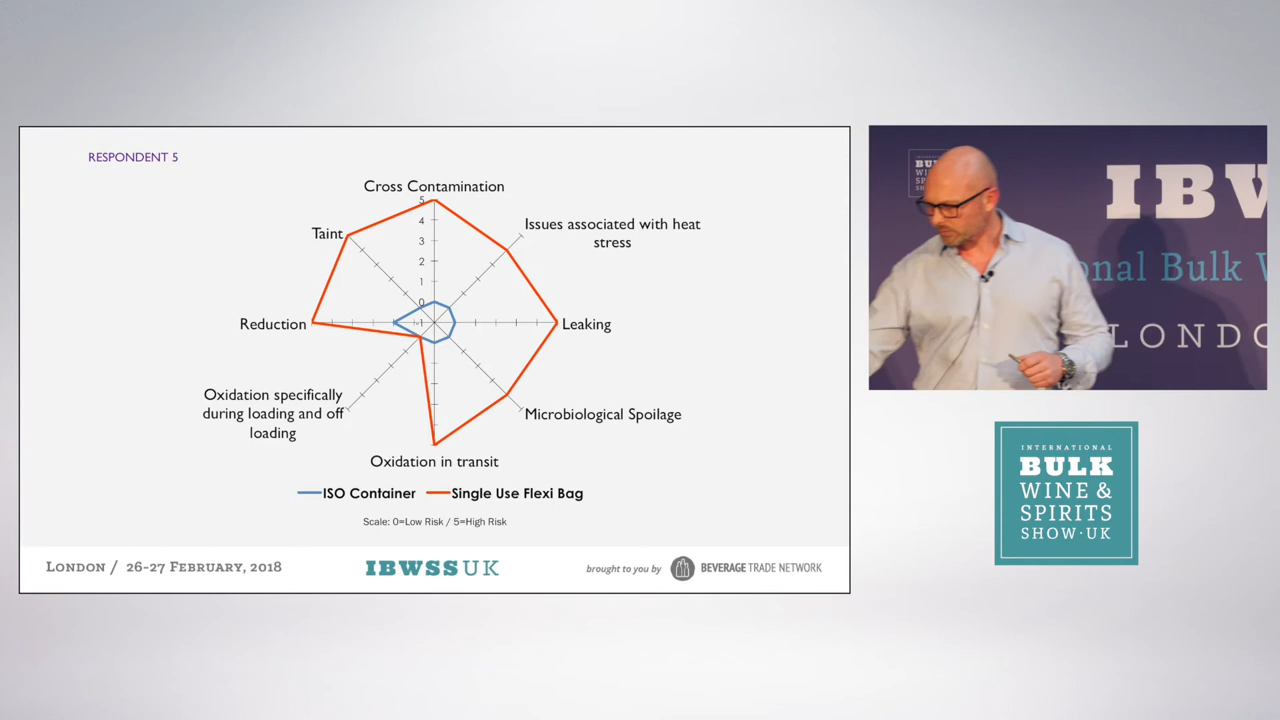 RESPONDENT 5
Cross Contamination
Issues associated with heat
stress
Taint
5
4
3
2
1
0
-1
Reduction
Leaking
Oxidation specifically
during loading and off
loading
Microbiological Spoilage
Oxidation in transit
ISO Container
Single Use Flexi Bag
Scale: 0=Low Risk / 5=High Risk
LONDON / 26-27 FEBRUARY, 2018
IBWSS UK
brought to you by
BEVERAGE TRADE NETWORK
onal Bulk W
LONDO
INTERNATIONAL
BULK
WINE &
SPIRITS
SHOW·UK